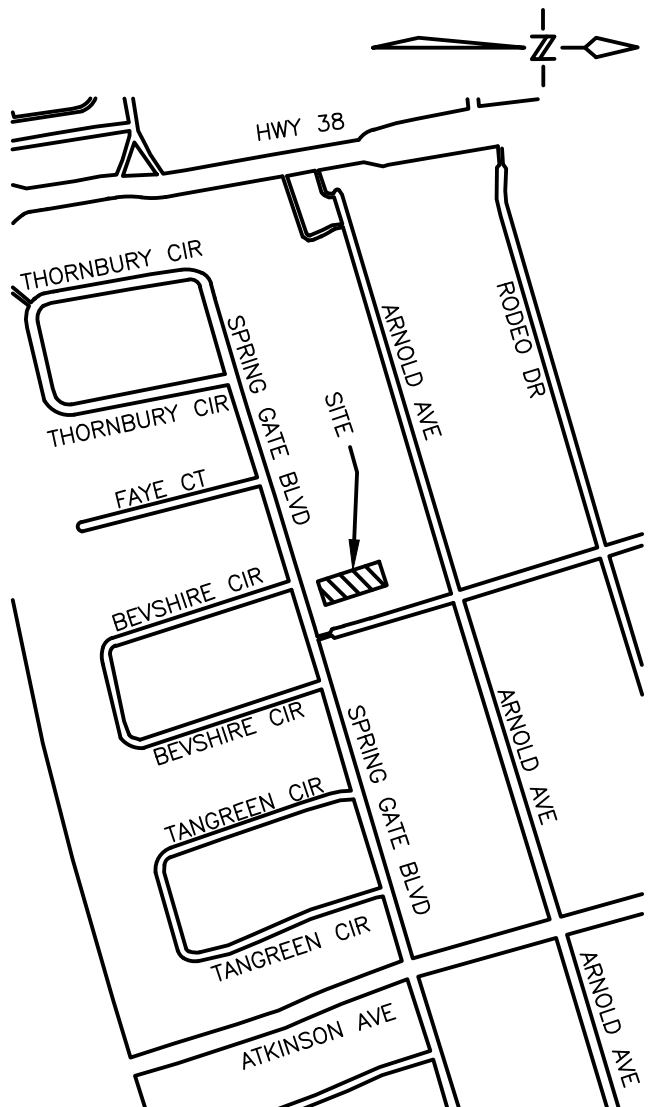 N
HWY 38
THORNBURY CIR
SPRING GATE BLVD
ARNOLD AVE
RODEO DR
THORNBURY CIR
SITE
FAYE CT
BEVSHIRE CIR
BEVSHIRE CIR
SPRING GATE BLVD
ARNOLD AVE
TANGREEN CIR
TANGREEN CIR
ARNOLD AVE
ATKINSON AVE